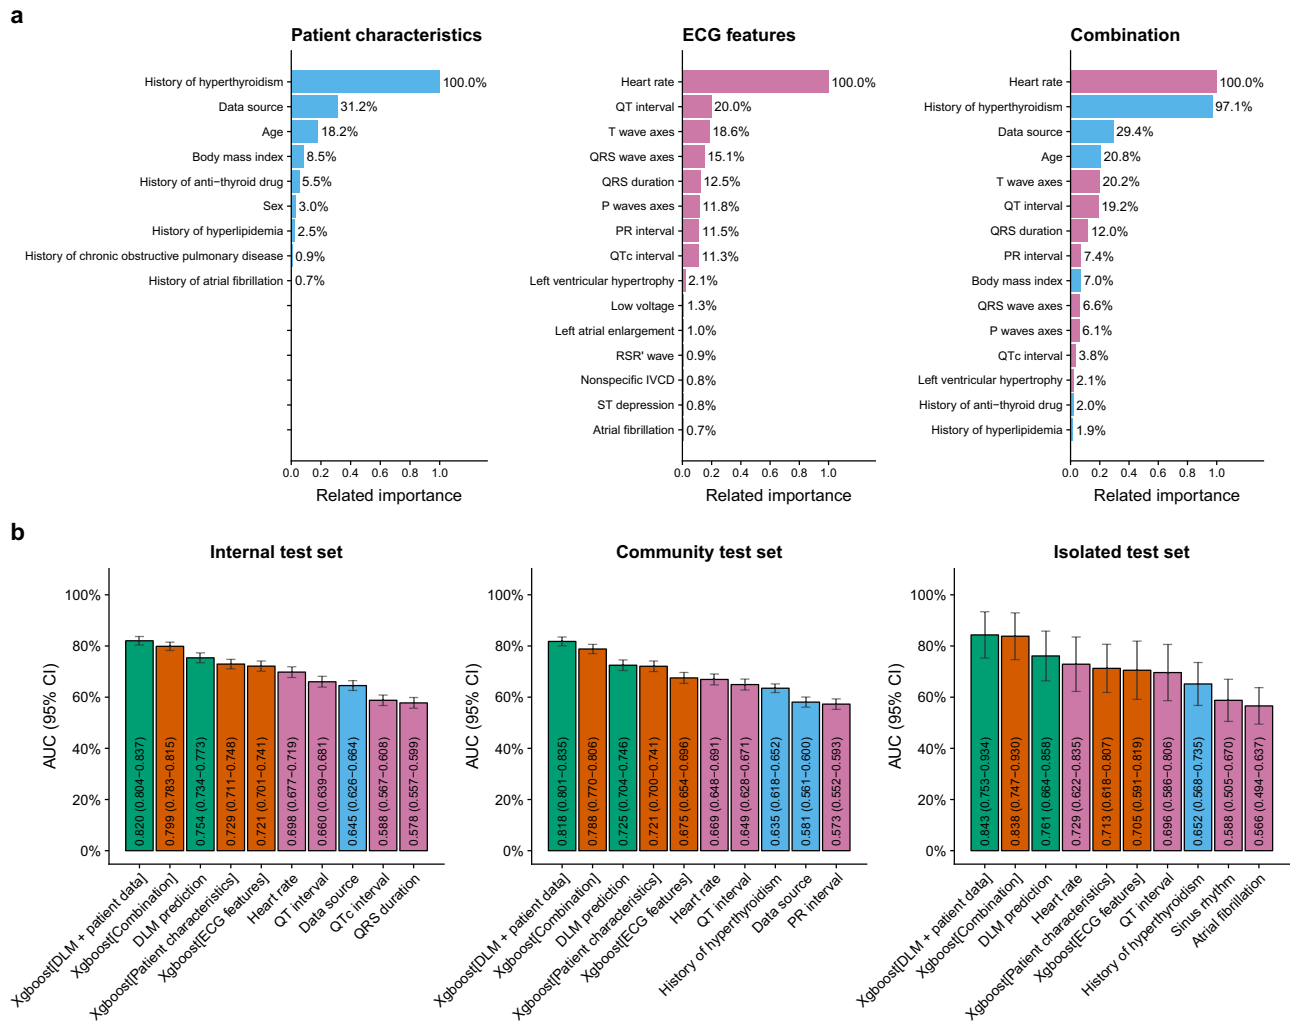 a
Patient characteristics
History of hyperthyroidism 100.0%
Data source 31.2%
Age 18.2%
Body mass index 8.5%
History of anti−thyroid drug 5.5%
Sex 3.0%
History of hyperlipidemia 2.5%
History of chronic obstructive pulmonary disease 0.9%
History of atrial fibrillation 0.7%
0.0 0.2 0.4 0.6 0.8 1.0
Related importance
ECG features
Heart rate 100.0%
QT interval 20.0%
T wave axes 18.6%
QRS wave axes 15.1%
QRS duration 12.5%
P waves axes 11.8%
PR interval 11.5%
QTc interval 11.3%
Left ventricular hypertrophy 2.1%
Low voltage 1.3%
Left atrial enlargement 1.0%
RSR' wave 0.9%
Nonspecific IVCD 0.8%
ST depression 0.8%
Atrial fibrillation 0.7%
0.0 0.2 0.4 0.6 0.8 1.0
Related importance
Combination
Heart rate 100.0%
History of hyperthyroidism 97.1%
Data source 29.4%
Age 20.8%
T wave axes 20.2%
QT interval 19.2%
QRS duration 12.0%
PR interval 7.4%
Body mass index 7.0%
QRS wave axes 6.6%
P waves axes 6.1%
QTc interval 3.8%
Left ventricular hypertrophy 2.1%
History of anti−thyroid drug 2.0%
History of hyperlipidemia 1.9%
0.0 0.2 0.4 0.6 0.8 1.0
Related importance
b
Internal test set
AUC (95% CI)
100%
80%
60%
40%
20%
0%
0.820 (0.804−0.837)
0.799 (0.783−0.815)
0.754 (0.734−0.773)
0.729 (0.711−0.748)
0.721 (0.701−0.741)
0.698 (0.677−0.719)
0.660 (0.639−0.681)
0.645 (0.626−0.664)
0.588 (0.567−0.608)
0.578 (0.557−0.599)
Xgboost[DLM + patient data]
Xgboost[Combination]
DLM prediction
Xgboost[Patient characteristics]
Xgboost[ECG features]
Heart rate
QT interval
Data source
QTc interval
QRS duration
Community test set
AUC (95% CI)
100%
80%
60%
40%
20%
0%
0.818 (0.801−0.835)
0.788 (0.770−0.806)
0.725 (0.704−0.746)
0.721 (0.700−0.741)
0.675 (0.654−0.696)
0.669 (0.648−0.691)
0.649 (0.628−0.671)
0.635 (0.618−0.652)
0.581 (0.561−0.600)
0.573 (0.552−0.593)
Xgboost[DLM + patient data]
Xgboost[Combination]
DLM prediction
Xgboost[Patient characteristics]
Xgboost[ECG features]
Heart rate
QT interval
History of hyperthyroidism
Data source
PR interval
Isolated test set
AUC (95% CI)
100%
80%
60%
40%
20%
0%
0.843 (0.753−0.934)
0.838 (0.747−0.930)
0.761 (0.664−0.858)
0.729 (0.622−0.835)
0.713 (0.618−0.807)
0.705 (0.591−0.819)
0.696 (0.586−0.806)
0.652 (0.568−0.735)
0.588 (0.505−0.670)
0.566 (0.494−0.637)
Xgboost[DLM + patient data]
Xgboost[Combination]
DLM prediction
Heart rate
Xgboost[Patient characteristics]
Xgboost[ECG features]
QT interval
History of hyperthyroidism
Sinus rhythm
Atrial fibrillation